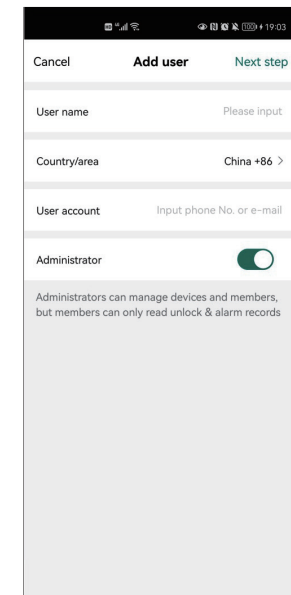 100 19:03
Cancel Add user Next step
User name Please input
Country/area China +86 >
User account Input phone No. or e-mail
Administrator
Administrators can manage devices and members,
but members can only read unlock & alarm records